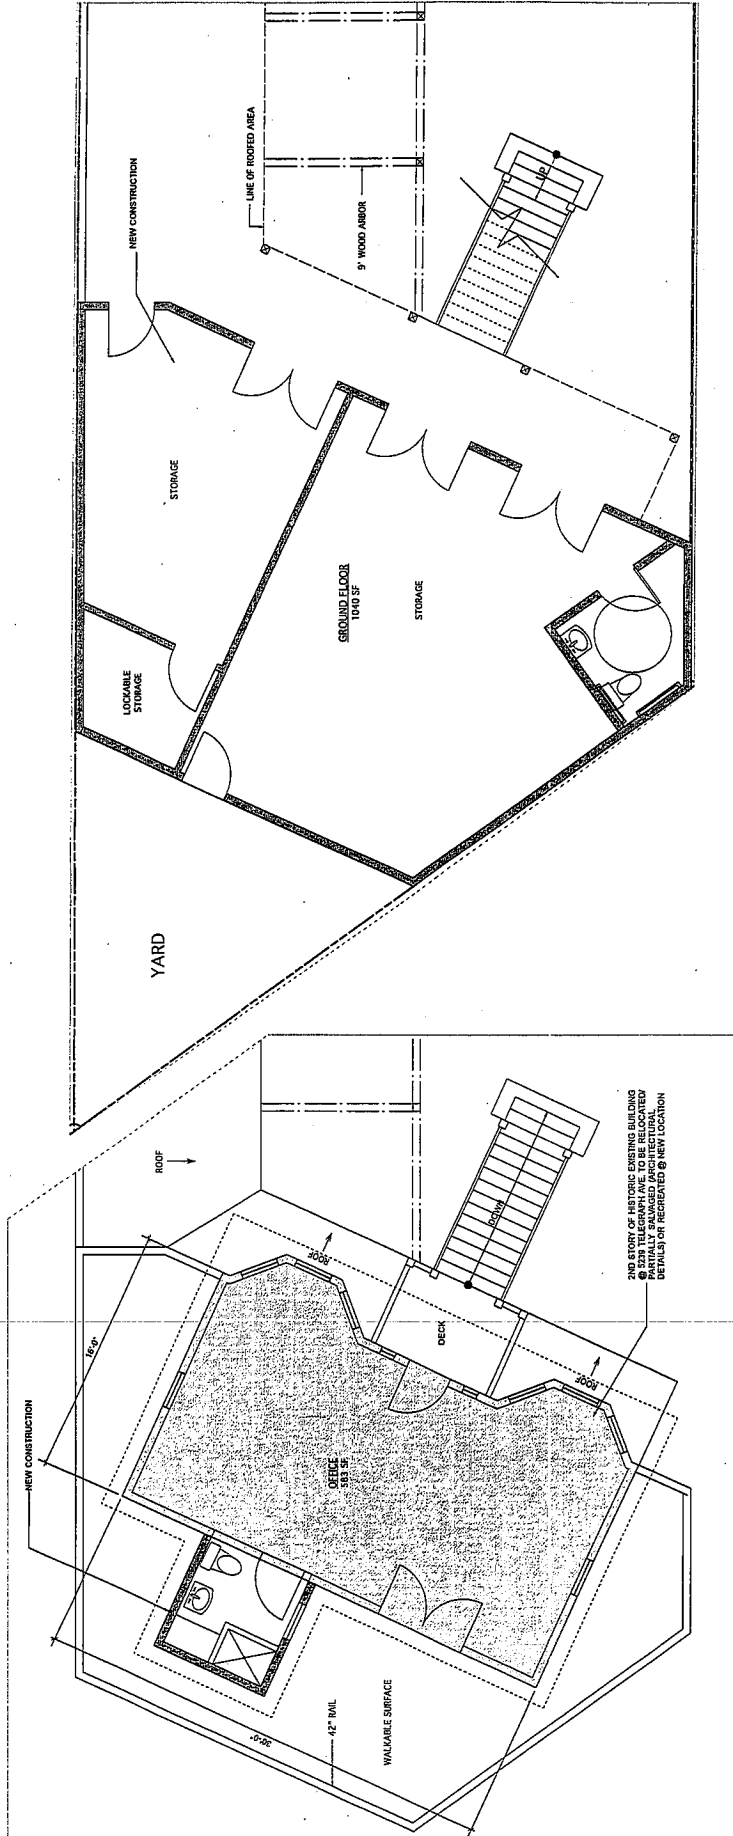 NEW CONSTRUCTION
LINE OF ROOFED AREA
9' WOOD ARBOR
UP
STORAGE
GROUND FLOOR
1040 SF
STORAGE
LOCKABLE
STORAGE
YARD
ROOF
ROOF
DOWN
DECK
ROOF
2ND STORY OF HISTORIC EXISTING BUILDING
@ 5239 TELEGRAPH AVE. TO BE RELOCATED/
PARTIALLY SALVAGED (ARCHITECTURAL
DETAILS) OR RECREATED @ NEW LOCATION
16'-0"
NEW CONSTRUCTION
OFFICE
583 SF
42" RAIL
WALKABLE SURFACE
36'-0"